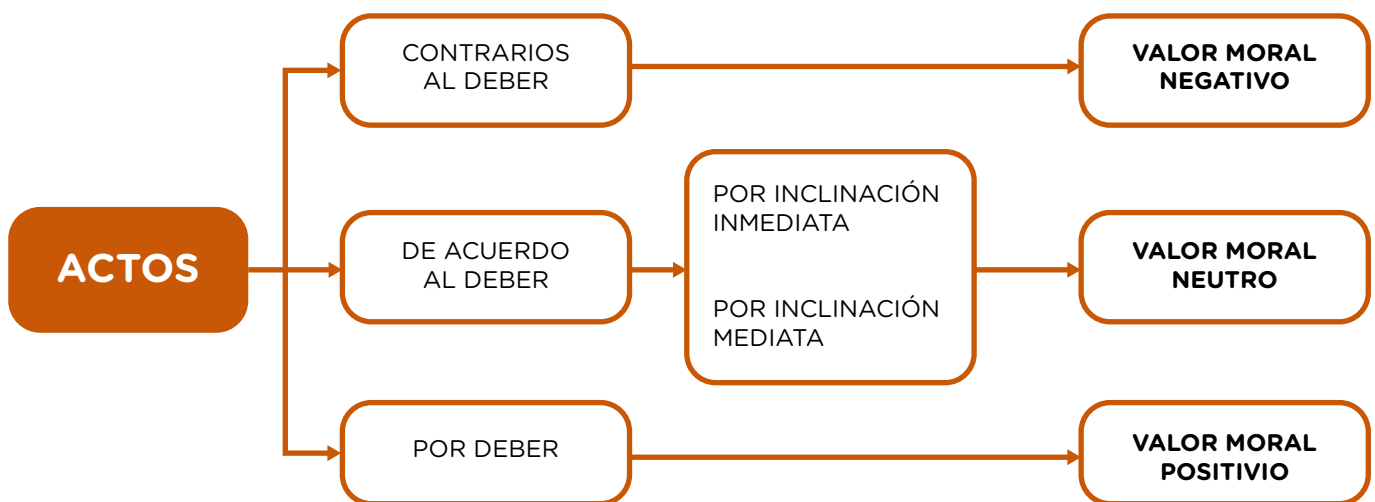 CONTRARIOS
AL DEBER
VALOR MORAL
NEGATIVO
ACTOS
DE ACUERDO
AL DEBER
POR INCLINACIÓN
INMEDIATA
POR INCLINACIÓN
MEDIATA
VALOR MORAL
NEUTRO
POR DEBER
VALOR MORAL
POSITIVIO